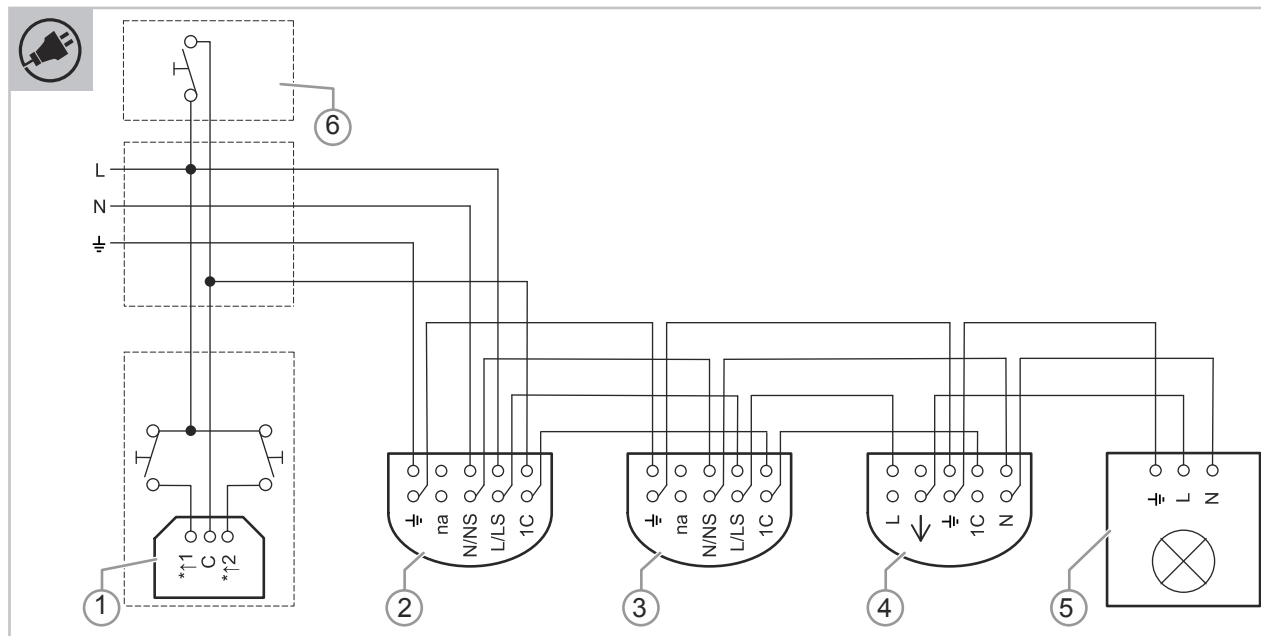 6
L
N
⏚
*↑1
C
*↑2
⏚ na N/NS L/LS 1C
⏚ na N/NS L/LS 1C
L ↓ ⏚ 1C N
⏚ L N
1
2
3
4
5